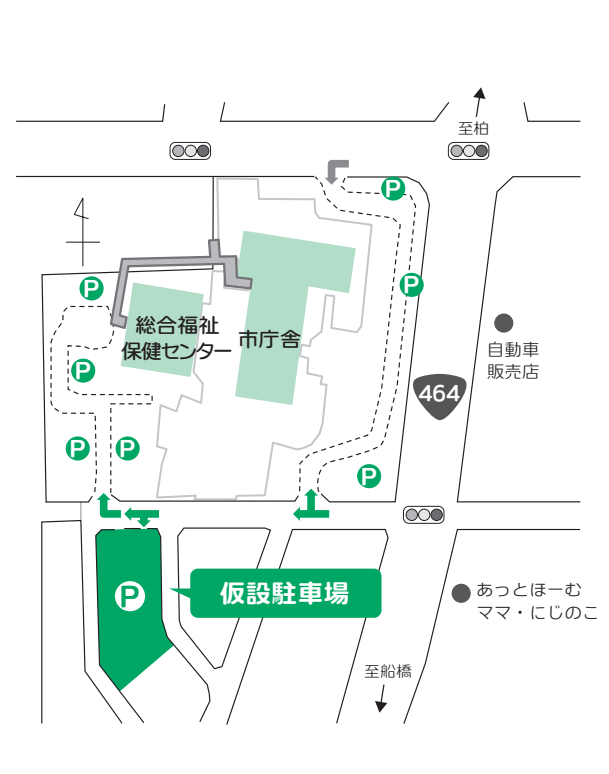 至柏
P
P
P
総合福祉
保健センター
市庁舎
自動車
販売店
P
464
P
P
P
仮設駐車場
P
あっとほーむ
ママ・にじのこ
至船橋